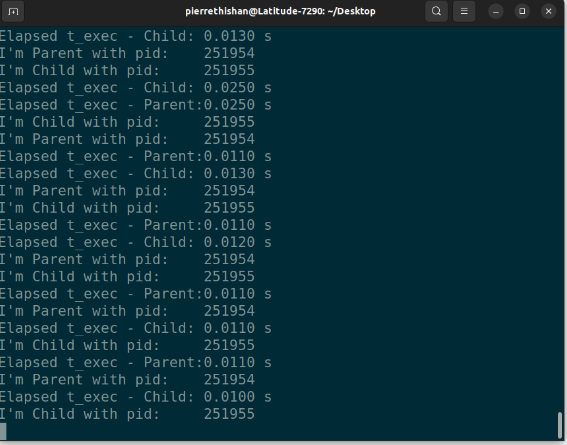 pierrethishan@Latitude-7290: ~/Desktop
Elapsed t_exec - Child: 0.0130 s
I'm Parent with pid:    251954
I'm Child with pid:     251955
Elapsed t_exec - Child: 0.0250 s
Elapsed t_exec - Parent:0.0250 s
I'm Child with pid:     251955
I'm Parent with pid:    251954
Elapsed t_exec - Parent:0.0110 s
Elapsed t_exec - Child: 0.0130 s
I'm Parent with pid:    251954
I'm Child with pid:     251955
Elapsed t_exec - Parent:0.0110 s
Elapsed t_exec - Child: 0.0120 s
I'm Parent with pid:    251954
I'm Child with pid:     251955
Elapsed t_exec - Parent:0.0110 s
I'm Parent with pid:    251954
Elapsed t_exec - Child: 0.0110 s
I'm Child with pid:     251955
Elapsed t_exec - Parent:0.0110 s
I'm Parent with pid:    251954
Elapsed t_exec - Child: 0.0100 s
I'm Child with pid:     251955